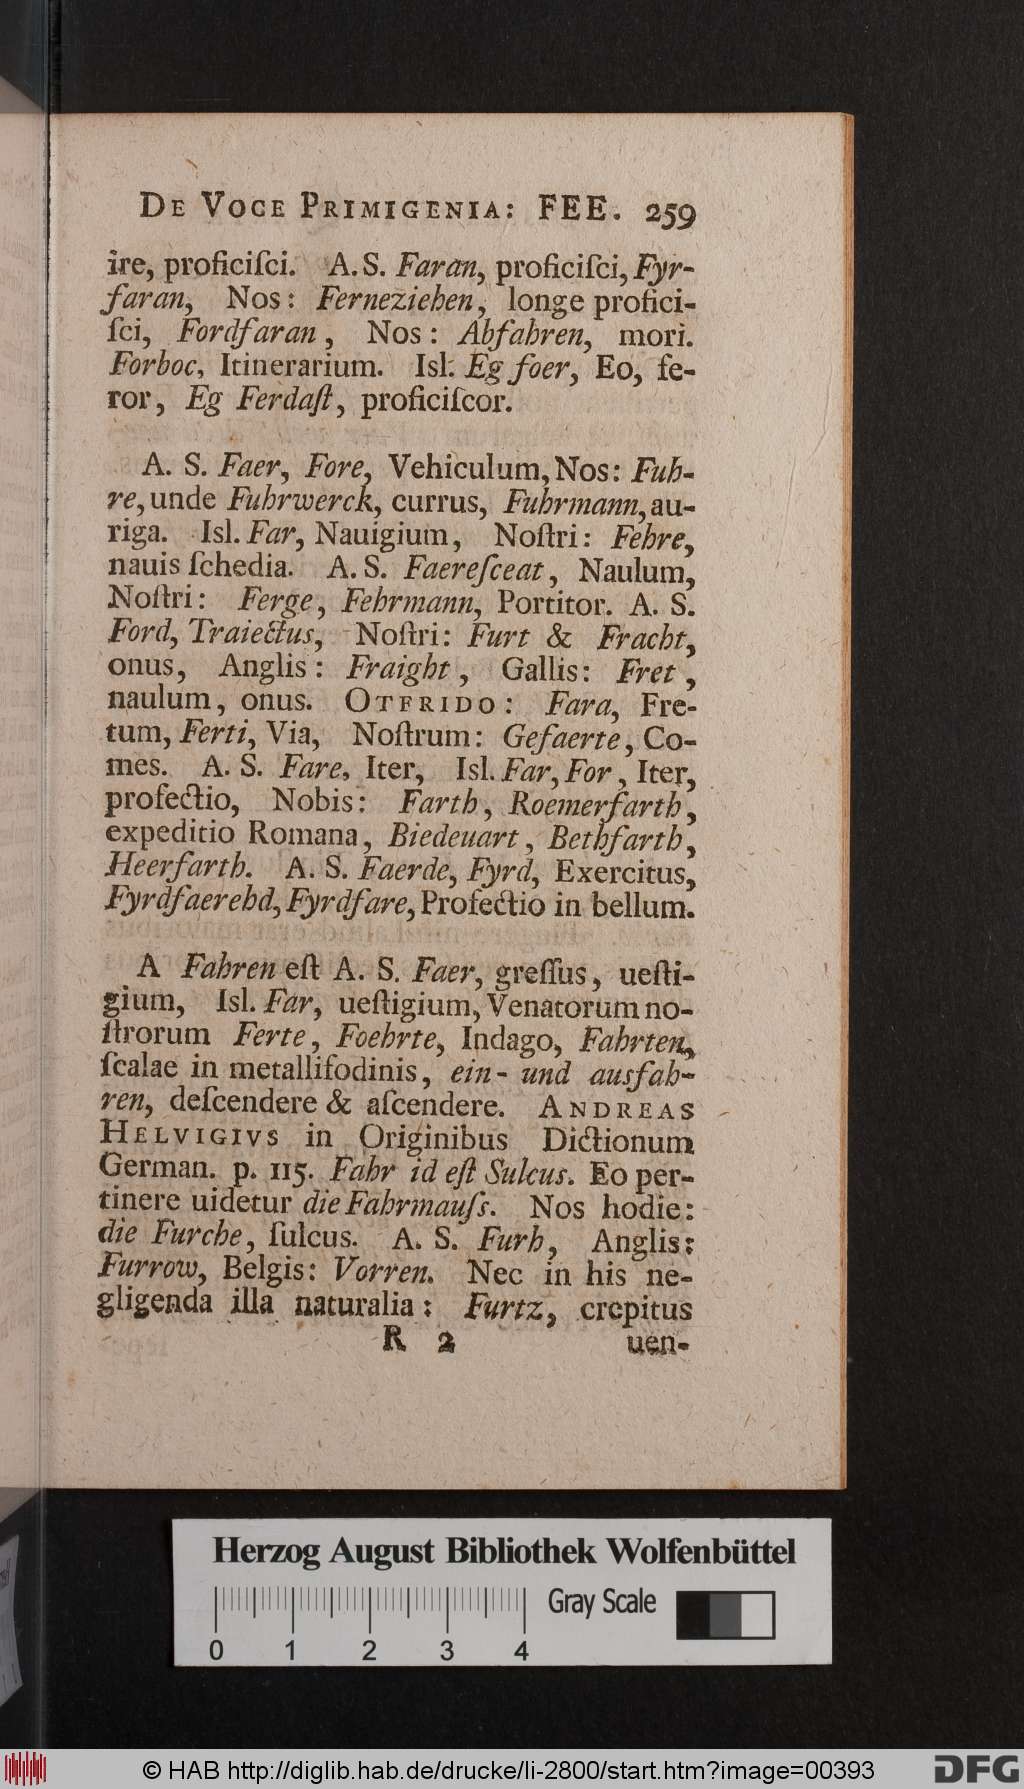 De Voce Primigenia: FEE. 259
ire, proficiſci. A. S. Faran, proficiſci, Fyr-
faran, Nos: Ferneziehen, longe profici-
ſci, Fordfaran, Nos: Abfahren, mori.
Forboc, Itinerarium. Isl. Eg foer, Eo, fe-
ror, Eg Ferdaſt, proficiſcor.
A. S. Faer, Fore, Vehiculum, Nos: Fuh-
re, unde Fuhrwerck, currus, Fuhrmann, au-
riga. Isl. Far, Nauigium, Noſtri: Fehre,
nauis ſchedia. A. S. Faereſceat, Naulum,
Noſtri: Ferge, Fehrmann, Portitor. A. S.
Ford, Traiectus, Noſtri: Furt & Fracht,
onus, Anglis: Fraight, Gallis: Fret,
naulum, onus. Otfrido: Fara, Fre-
tum, Ferti, Via, Noſtrum: Gefaerte, Co-
mes. A. S. Fare, Iter, Isl. Far, For, Iter,
profectio, Nobis: Farth, Roemerfarth,
expeditio Romana, Biedeuart, Bethfarth,
Heerfarth. A. S. Faerde, Fyrd, Exercitus,
Fyrdfaerehd, Fyrdfare, Profectio in bellum.
A Fahren eſt A. S. Faer, greſſus, ueſti-
gium, Isl. Far, ueſtigium, Venatorum no-
ſtrorum Ferte, Foehrte, Indago, Fahrten,
ſcalae in metallifodinis, ein- und ausfah-
ren, deſcendere & aſcendere. Andreas
Helvigivs in Originibus Dictionum
German. p. 115. Fahr id eſt Sulcus. Eo per-
tinere uidetur die Fahrmauſs. Nos hodie:
die Furche, ſulcus. A. S. Furh, Anglis:
Furrow, Belgis: Vorren. Nec in his ne-
gligenda illa naturalia: Furtz, crepitus
R 2 uen-
Herzog August Bibliothek Wolfenbüttel
Gray Scale
0 1 2 3 4
© HAB http://diglib.hab.de/drucke/li-2800/start.htm?image=00393
DFG